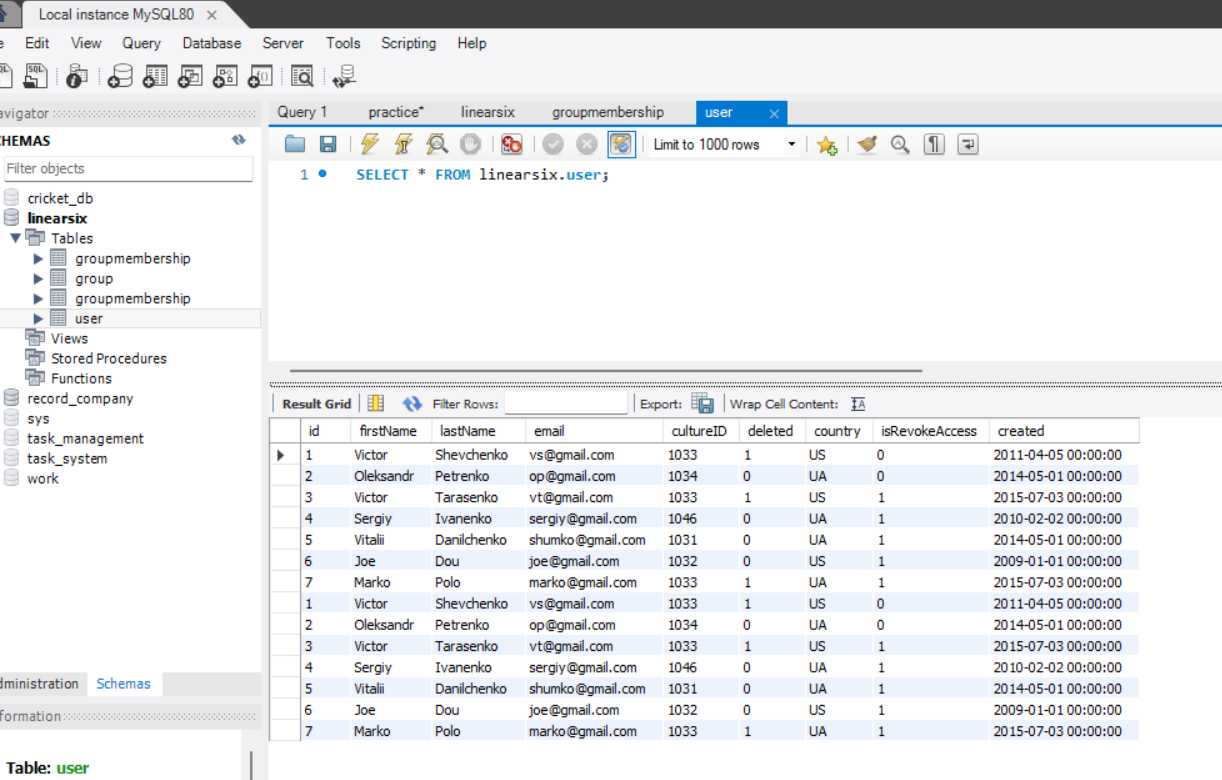 Local instance MySQL80
Edit View Query Database Server Tools Scripting Help
SQL
avigator
Query 1 practice* linearsix groupmembership user
HEMAS
Limit to 1000 rows
Filter objects
1 SELECT * FROM linearsix.user;
cricket_db
linearsix
Tables
groupmembership
group
groupmembership
user
Views
Stored Procedures
Functions
record_company
sys
task_management
task_system
work
Result Grid Filter Rows: Export: Wrap Cell Content:
id firstName lastName email cultureID deleted country isRevokeAccess created
1 Victor Shevchenko vs@gmail.com 1033 1 US 0 2011-04-05 00:00:00
2 Oleksandr Petrenko op@gmail.com 1034 0 UA 0 2014-05-01 00:00:00
3 Victor Tarasenko vt@gmail.com 1033 1 US 1 2015-07-03 00:00:00
4 Sergiy Ivanenko sergiy@gmail.com 1046 0 UA 1 2010-02-02 00:00:00
5 Vitalii Danilchenko shumko@gmail.com 1031 0 UA 1 2014-05-01 00:00:00
6 Joe Dou joe@gmail.com 1032 0 US 1 2009-01-01 00:00:00
7 Marko Polo marko@gmail.com 1033 1 UA 1 2015-07-03 00:00:00
1 Victor Shevchenko vs@gmail.com 1033 1 US 0 2011-04-05 00:00:00
2 Oleksandr Petrenko op@gmail.com 1034 0 UA 0 2014-05-01 00:00:00
3 Victor Tarasenko vt@gmail.com 1033 1 US 1 2015-07-03 00:00:00
4 Sergiy Ivanenko sergiy@gmail.com 1046 0 UA 1 2010-02-02 00:00:00
5 Vitalii Danilchenko shumko@gmail.com 1031 0 UA 1 2014-05-01 00:00:00
6 Joe Dou joe@gmail.com 1032 0 US 1 2009-01-01 00:00:00
7 Marko Polo marko@gmail.com 1033 1 UA 1 2015-07-03 00:00:00
dministration Schemas
formation
Table: user